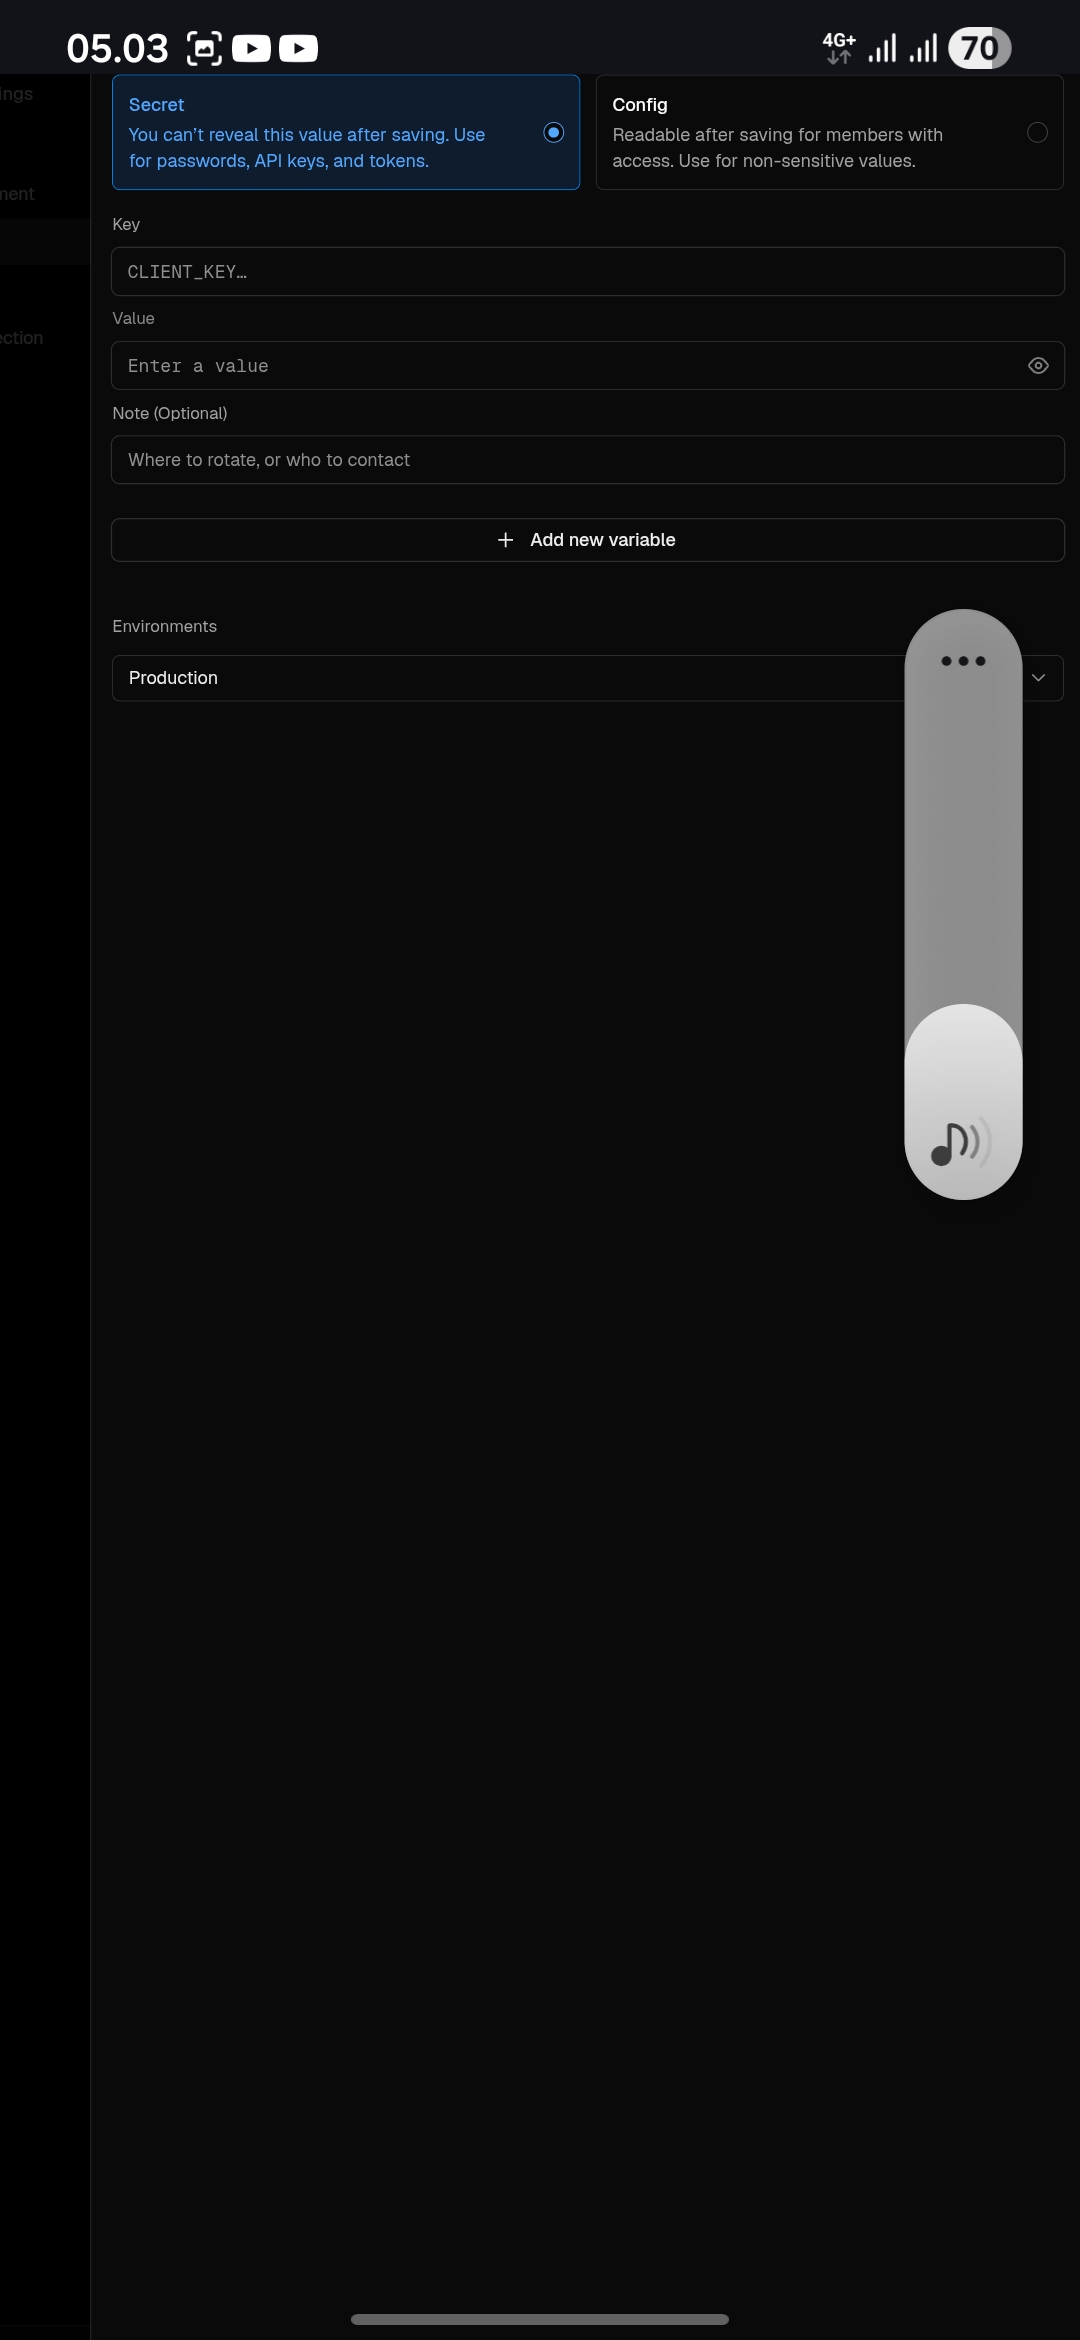 05.03
4G+
70
ings
Secret
You can’t reveal this value after saving. Use
for passwords, API keys, and tokens.
Config
Readable after saving for members with
access. Use for non-sensitive values.
ment
Key
CLIENT_KEY…
Value
ection
Enter a value
Note (Optional)
Where to rotate, or who to contact
Add new variable
Environments
Production